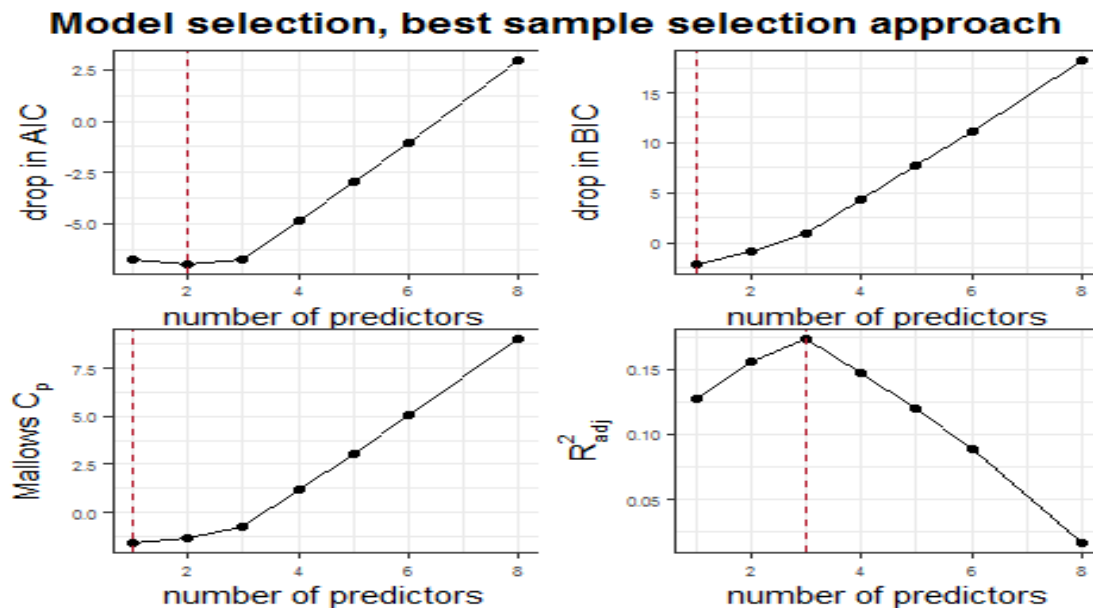 Model selection, best sample selection approach
drop in AIC
2.5
0.0
-2.5
-5.0
2 4 6 8
number of predictors
drop in BIC
15
10
5
0
2 4 6 8
number of predictors
Mallows Cp
7.5
5.0
2.5
0.0
2 4 6 8
number of predictors
R²adj
0.15
0.10
0.05
2 4 6 8
number of predictors